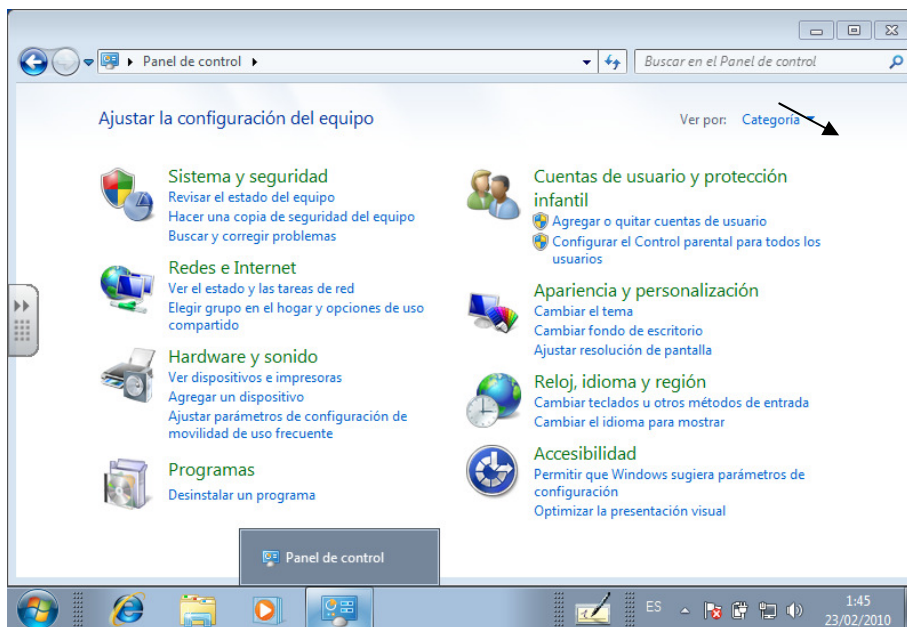 Panel de control
Buscar en el Panel de control
Ajustar la configuración del equipo
Ver por: Categoría
Sistema y seguridad
Revisar el estado del equipo
Hacer una copia de seguridad del equipo
Buscar y corregir problemas
Redes e Internet
Ver el estado y las tareas de red
Elegir grupo en el hogar y opciones de uso
compartido
Hardware y sonido
Ver dispositivos e impresoras
Agregar un dispositivo
Ajustar parámetros de configuración de
movilidad de uso frecuente
Programas
Desinstalar un programa
Cuentas de usuario y protección
infantil
Agregar o quitar cuentas de usuario
Configurar el Control parental para todos los
usuarios
Apariencia y personalización
Cambiar el tema
Cambiar fondo de escritorio
Ajustar resolución de pantalla
Reloj, idioma y región
Cambiar teclados u otros métodos de entrada
Cambiar el idioma para mostrar
Accesibilidad
Permitir que Windows sugiera parámetros de
configuración
Optimizar la presentación visual
Panel de control
ES
1:45
23/02/2010